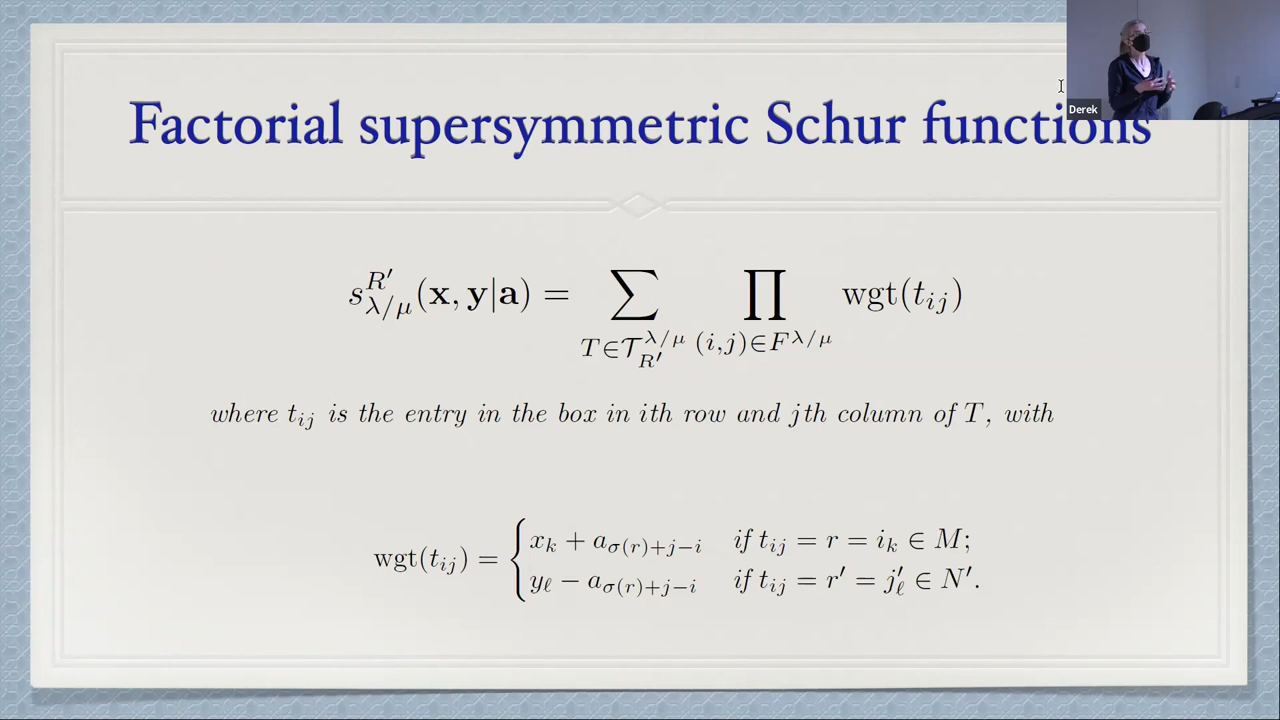 Factorial supersymmetric Schur functions
Derek
s^{R'}_{λ/μ}(x, y|a) = ∑_{T∈𝒯^{λ/μ}_{R'}} ∏_{(i,j)∈F^{λ/μ}} wgt(t_{ij})
where t_{ij} is the entry in the box in ith row and jth column of T, with
wgt(t_{ij}) = { x_k + a_{σ(r)+j−i} if t_{ij} = r = i_k ∈ M;
y_ℓ − a_{σ(r)+j−i} if t_{ij} = r′ = j′_ℓ ∈ N′.